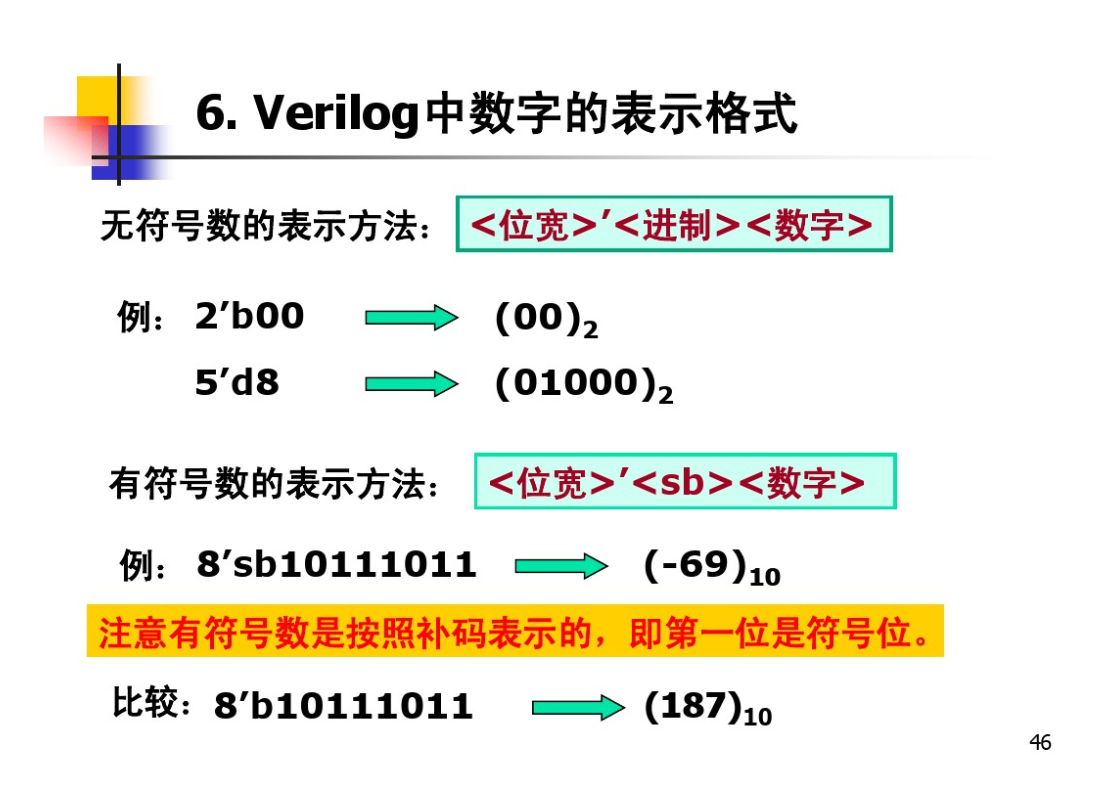 6. Verilog中数字的表示格式
无符号数的表示方法： <位宽>’<进制><数字>
例： 2’b00 (00)₂
5’d8 (01000)₂
有符号数的表示方法： <位宽>’<sb><数字>
例： 8’sb10111011 (-69)₁₀
注意有符号数是按照补码表示的，即第一位是符号位。
比较： 8’b10111011 (187)₁₀
46